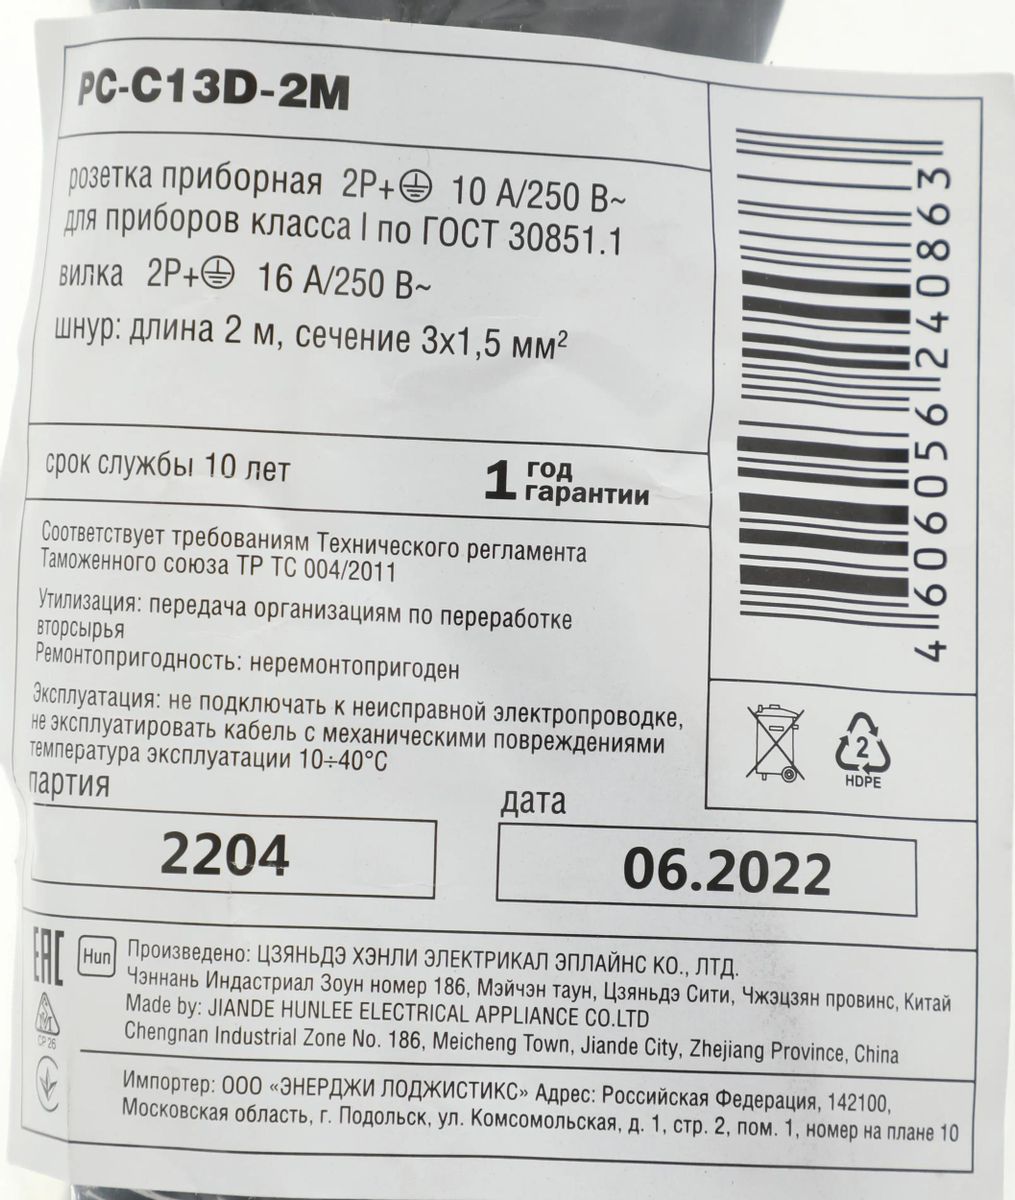 PC-C13D-2M
розетка приборная 2P+ 10 А/250 В~
для приборов класса I по ГОСТ 30851.1
вилка 2P+ 16 А/250 В~
шнур: длина 2 м, сечение 3х1,5 мм²
срок службы 10 лет
1 год
гарантии
Соответствует требованиям Технического регламента
Таможенного союза ТР ТС 004/2011
Утилизация: передача организациям по переработке
вторсырья
Ремонтопригодность: неремонтопригоден
Эксплуатация: не подключать к неисправной электропроводке,
не эксплуатировать кабель с механическими повреждениями
температура эксплуатации 10÷40°С
4606056240863
2
HDPE
партия
2204
дата
06.2022
EAC
Hun
СР 26
Произведено: ЦЗЯНЬДЭ ХЭНЛИ ЭЛЕКТРИКАЛ ЭПЛАЙНС КО., ЛТД.
Чэннань Индастриал Зоун номер 186, Мэйчэн таун, Цзяньдэ Сити, Чжэцзян провинс, Китай
Made by: JIANDE HUNLEE ELECTRICAL APPLIANCE CO.LTD
Chengnan Industrial Zone No. 186, Meicheng Town, Jiande City, Zhejiang Province, China
Импортер: ООО «ЭНЕРДЖИ ЛОДЖИСТИКС» Адрес: Российская Федерация, 142100,
Московская область, г. Подольск, ул. Комсомольская, д. 1, стр. 2, пом. 1, номер на плане 10